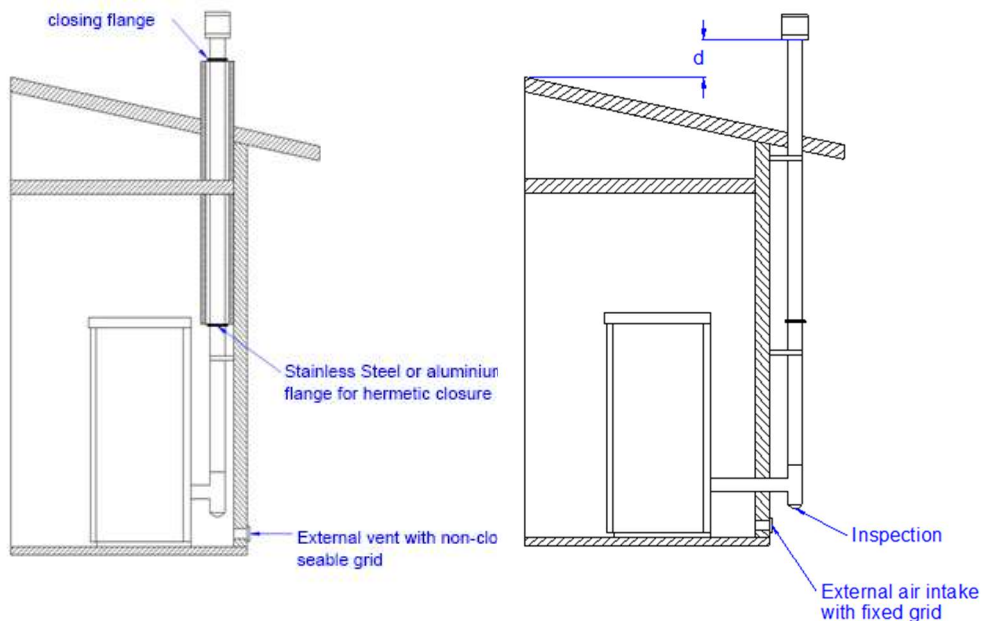 closing flange
d
Stainless Steel or aluminiun
flange for hermetic closure
External vent with non-clo
seable grid
Inspection
External air intake
with fixed grid